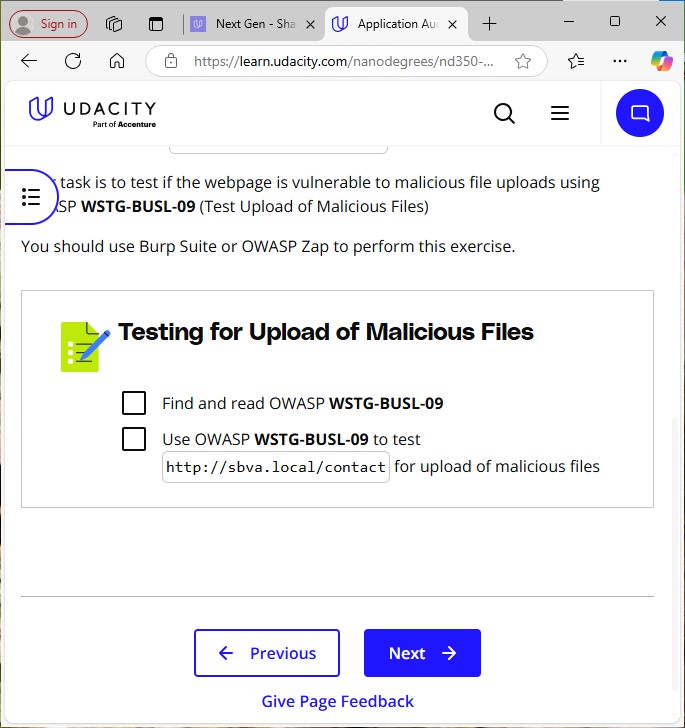 Sign in
Next Gen - Sha
Application Au
https://learn.udacity.com/nanodegrees/nd350-...
UDACITY
Part of Accenture
task is to test if the webpage is vulnerable to malicious file uploads using
SP WSTG-BUSL-09 (Test Upload of Malicious Files)
You should use Burp Suite or OWASP Zap to perform this exercise.
Testing for Upload of Malicious Files
Find and read OWASP WSTG-BUSL-09
Use OWASP WSTG-BUSL-09 to test
http://sbva.local/contact for upload of malicious files
Previous
Next
Give Page Feedback